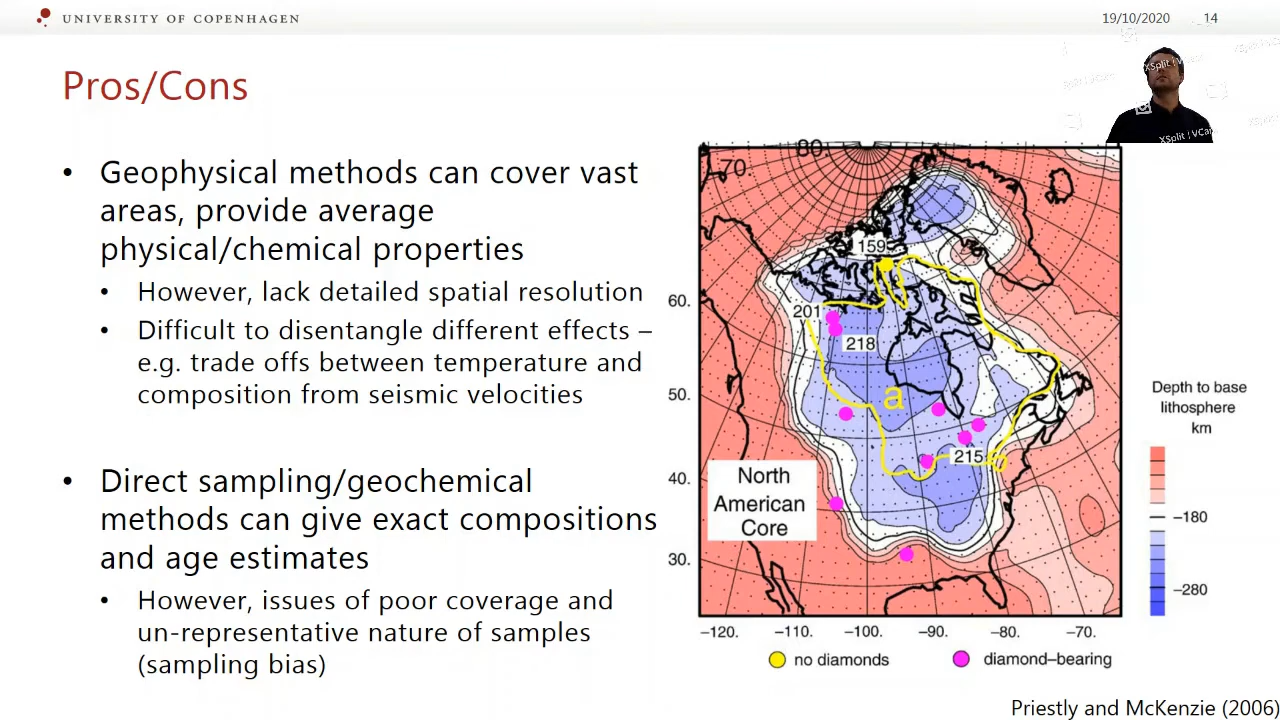 UNIVERSITY OF COPENHAGEN
19/10/2020
14
Pros/Cons
XSplit | VCam
• Geophysical methods can cover vast
areas, provide average
physical/chemical properties
• However, lack detailed spatial resolution
• Difficult to disentangle different effects –
e.g. trade offs between temperature and
composition from seismic velocities
• Direct sampling/geochemical
methods can give exact compositions
and age estimates
• However, issues of poor coverage and
un-representative nature of samples
(sampling bias)
80
70
159
60.
201
218
50.
a
40.
215
30.
North
American
Core
-120. -110. -100. -90. -80. -70.
no diamonds
diamond–bearing
Depth to base
lithosphere
km
-180
-280
Priestly and McKenzie (2006)